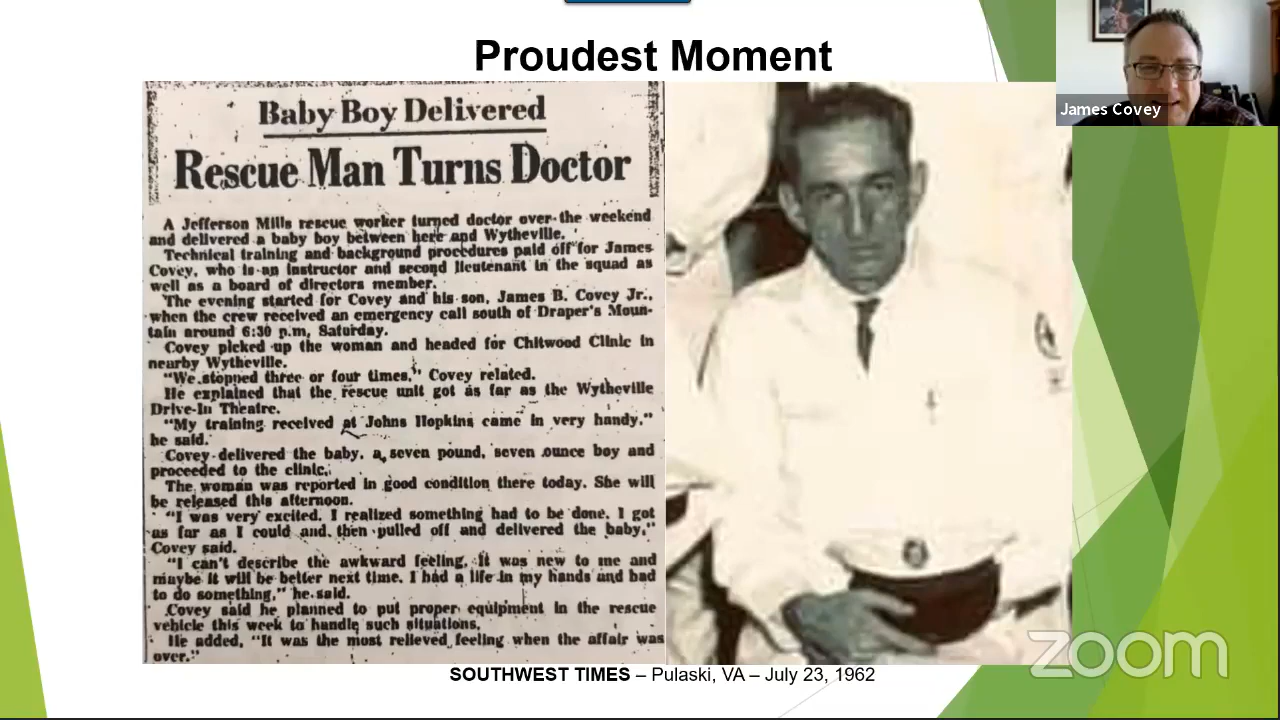 Proudest Moment
Baby Boy Delivered
Rescue Man Turns Doctor
A Jefferson Mills rescue worker turned doctor over the weekend
and delivered a baby boy between here and Wytheville.
Technical training and background procedures paid off for James
Covey, who is an instructor and second lieutenant in the squad as
well as a board of directors member.
The evening started for Covey and his son, James B. Covey Jr.,
when the crew received an emergency call south of Draper's Moun-
tain around 6:30 p.m, Saturday.
Covey picked up the woman and headed for Chitwood Clinic in
nearby Wytheville.
"We stopped three or four times," Covey related.
He explained that the rescue unit got as far as the Wytheville
Drive-In Theatre.
"My training received at Johns Hopkins came in very handy,"
he said.
Covey delivered the baby, a seven pound, seven ounce boy and
proceeded to the clinic.
The woman was reported in good condition there today. She will
be released this afternoon.
"I was very excited. I realized something had to be done. I got
as far as I could and then pulled off and delivered the baby,"
Covey said.
"I can't describe the awkward feeling, it was new to me and
maybe it will be better next time. I had a life in my hands and had
to do something," he said.
Covey said he planned to put proper equipment in the rescue
vehicle this week to handle such situations.
He added, "It was the most relieved feeling when the affair was
over."
SOUTHWEST TIMES – Pulaski, VA – July 23, 1962
James Covey
zoom